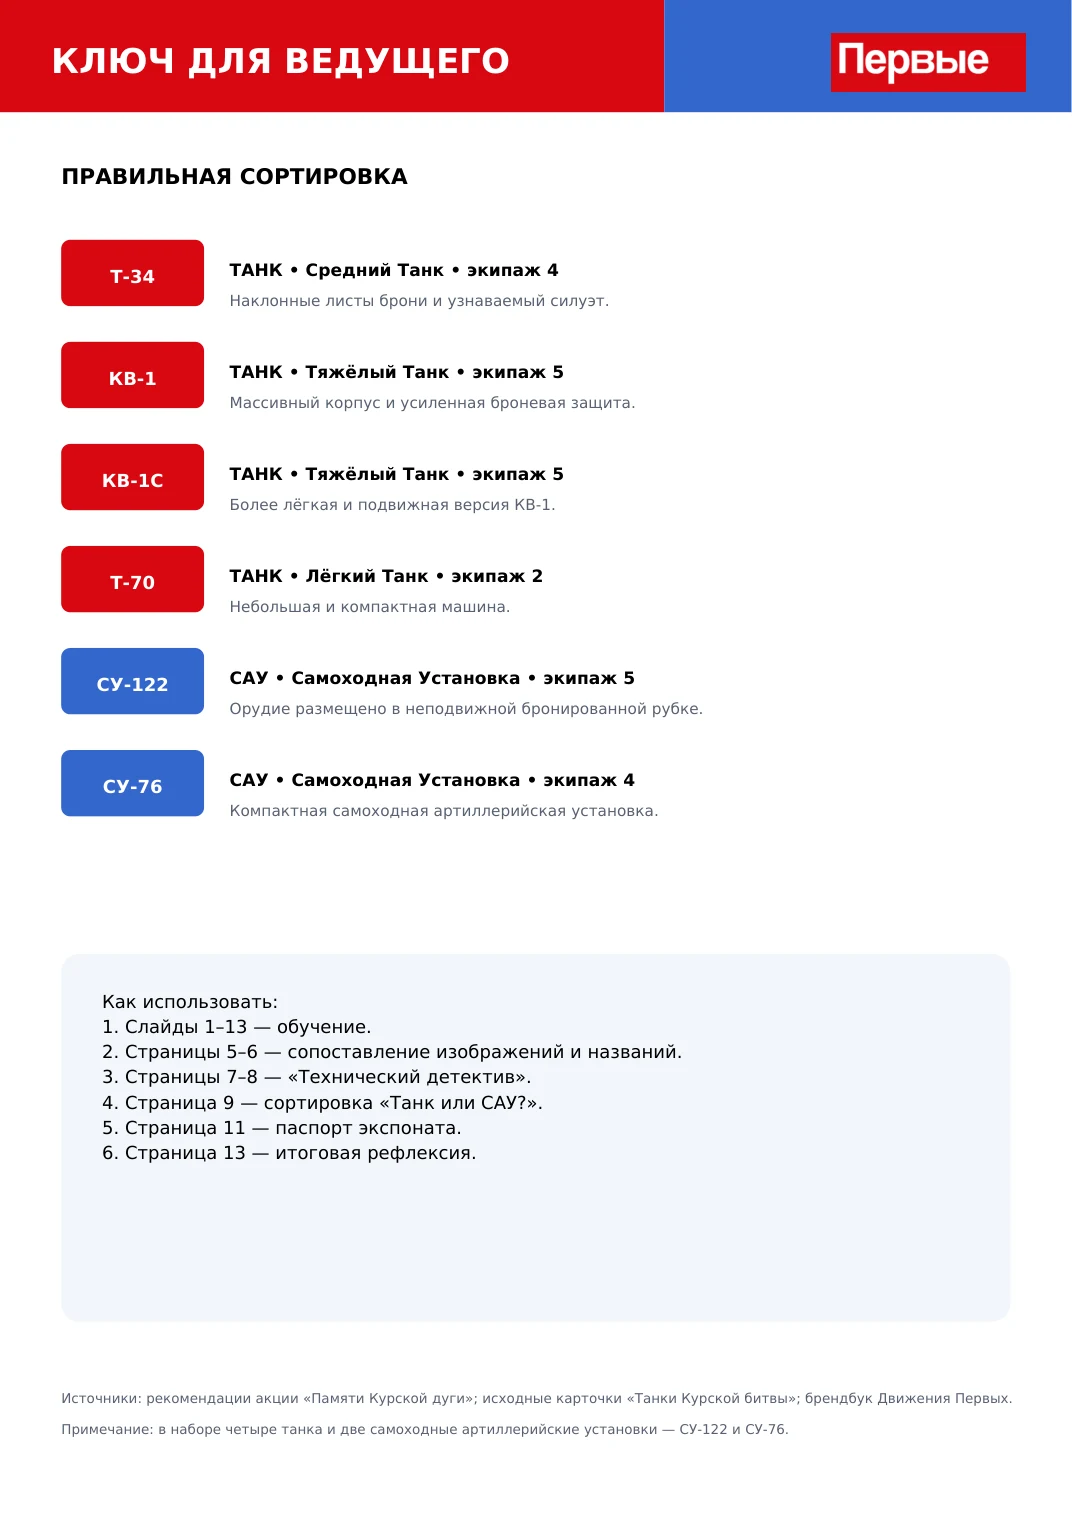 КЛЮЧ ДЛЯ ВЕДУЩЕГО
Первые
ПРАВИЛЬНАЯ СОРТИРОВКА
Т-34
ТАНК • Средний Танк • экипаж 4
Наклонные листы брони и узнаваемый силуэт.
КВ-1
ТАНК • Тяжёлый Танк • экипаж 5
Массивный корпус и усиленная броневая защита.
КВ-1С
ТАНК • Тяжёлый Танк • экипаж 5
Более лёгкая и подвижная версия КВ-1.
Т-70
ТАНК • Лёгкий Танк • экипаж 2
Небольшая и компактная машина.
СУ-122
САУ • Самоходная Установка • экипаж 5
Орудие размещено в неподвижной бронированной рубке.
СУ-76
САУ • Самоходная Установка • экипаж 4
Компактная самоходная артиллерийская установка.
Как использовать:
1. Слайды 1–13 — обучение.
2. Страницы 5–6 — сопоставление изображений и названий.
3. Страницы 7–8 — «Технический детектив».
4. Страница 9 — сортировка «Танк или САУ?».
5. Страница 11 — паспорт экспоната.
6. Страница 13 — итоговая рефлексия.
Источники: рекомендации акции «Памяти Курской дуги»; исходные карточки «Танки Курской битвы»; брендбук Движения Первых.
Примечание: в наборе четыре танка и две самоходные артиллерийские установки — СУ-122 и СУ-76.